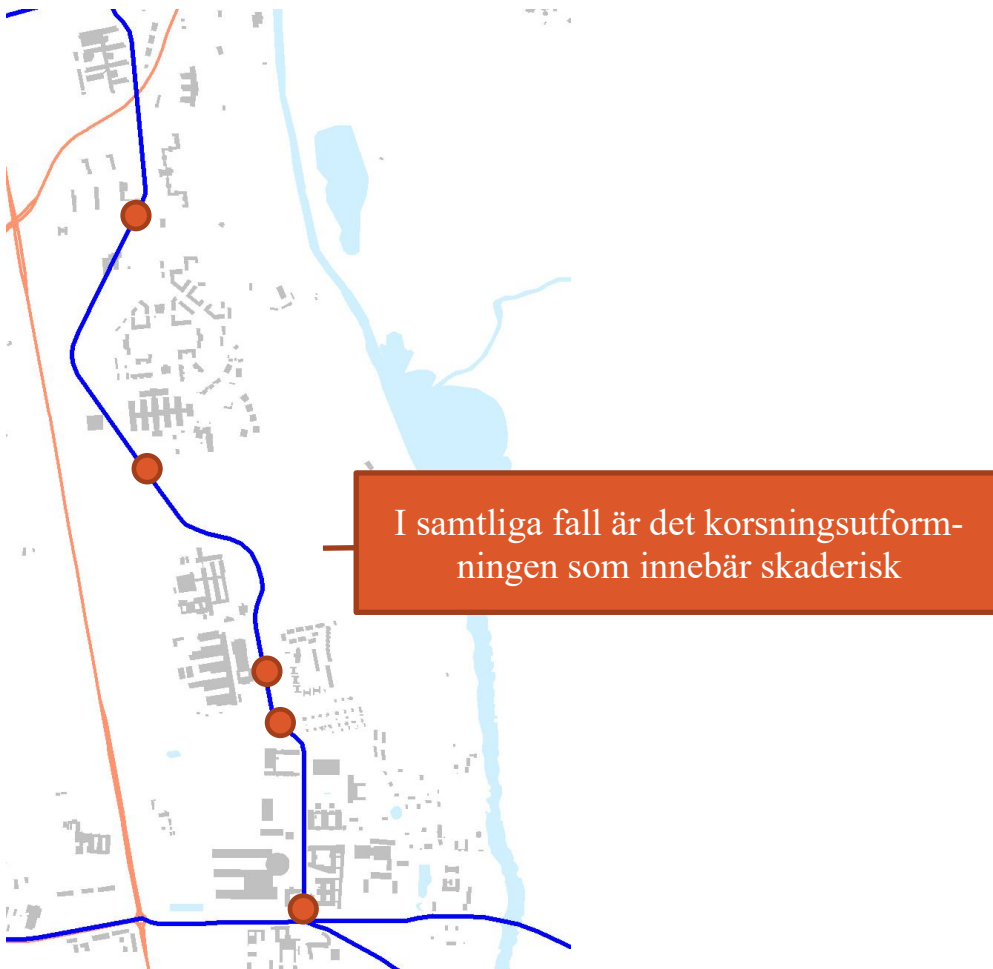 I samtliga fall är det korsningsutform-
ningen som innebär skaderisk